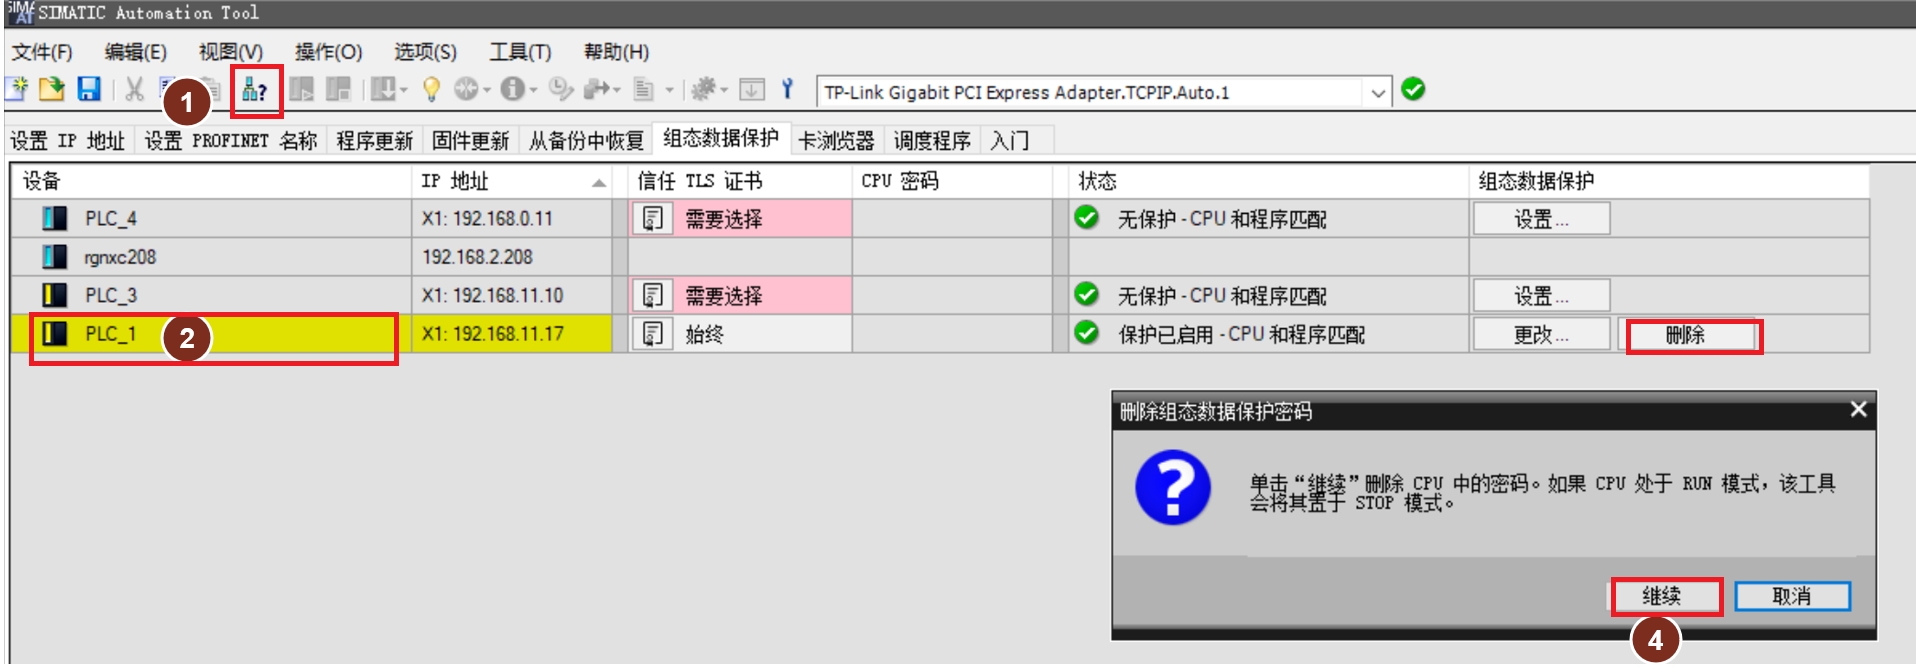 SIMATIC Automation Tool
文件(F) 编辑(E) 视图(V) 操作(O) 选项(S) 工具(T) 帮助(H)
1 TP-Link Gigabit PCI Express Adapter.TCPIP.Auto.1
设置 IP 地址 设置 PROFINET 名称 程序更新 固件更新 从备份中恢复 组态数据保护 卡浏览器 调度程序 入门
设备 IP 地址 信任 TLS 证书 CPU 密码 状态 组态数据保护
PLC_4 X1: 192.168.0.11 需要选择 无保护 - CPU 和程序匹配 设置...
rgnxc208 192.168.2.208
PLC_3 X1: 192.168.11.10 需要选择 无保护 - CPU 和程序匹配 设置...
PLC_1 2 X1: 192.168.11.17 始终 保护已启用 - CPU 和程序匹配 更改... 删除
删除组态数据保护密码
单击“继续”删除 CPU 中的密码。如果 CPU 处于 RUN 模式，该工具
会将其置于 STOP 模式。
继续 取消
4